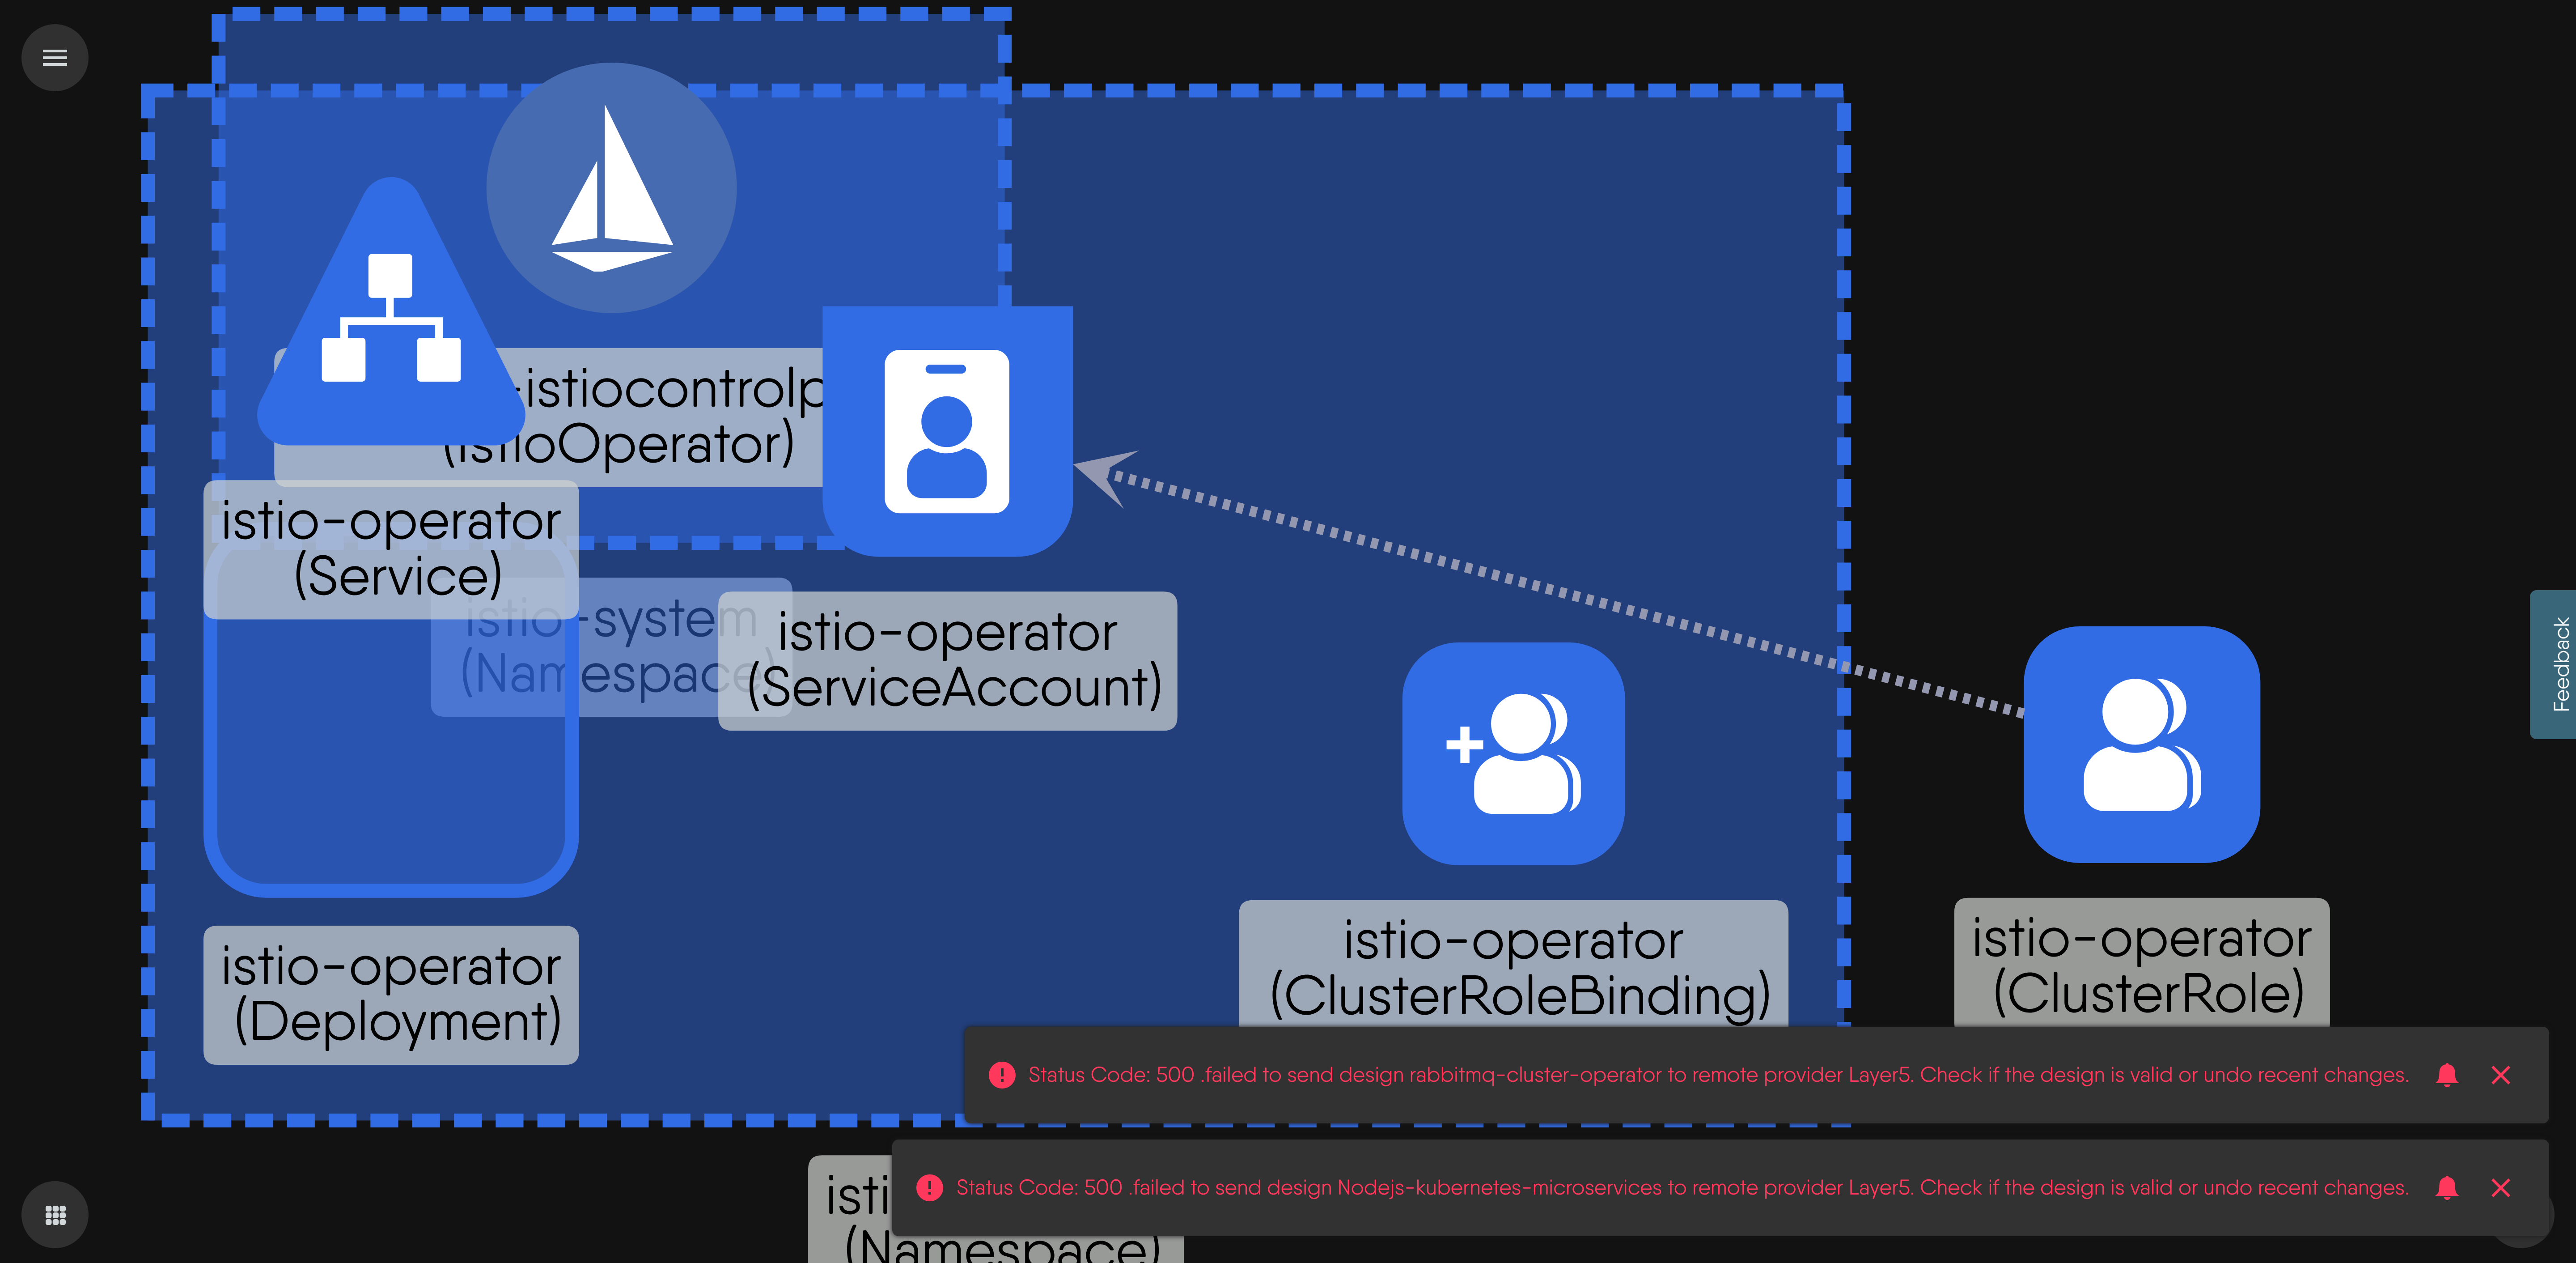 -istiocontrolp
(IstioOperator)
istio-operator
(Service)
istio-system
(Namespace)
istio-operator
(ServiceAccount)
istio-operator
(Deployment)
istio-operator
(ClusterRoleBinding)
istio-operator
(ClusterRole)
Feedback
Status Code: 500 .failed to send design rabbitmq-cluster-operator to remote provider Layer5. Check if the design is valid or undo recent changes.
Status Code: 500 .failed to send design Nodejs-kubernetes-microservices to remote provider Layer5. Check if the design is valid or undo recent changes.
isti
(Namespace)